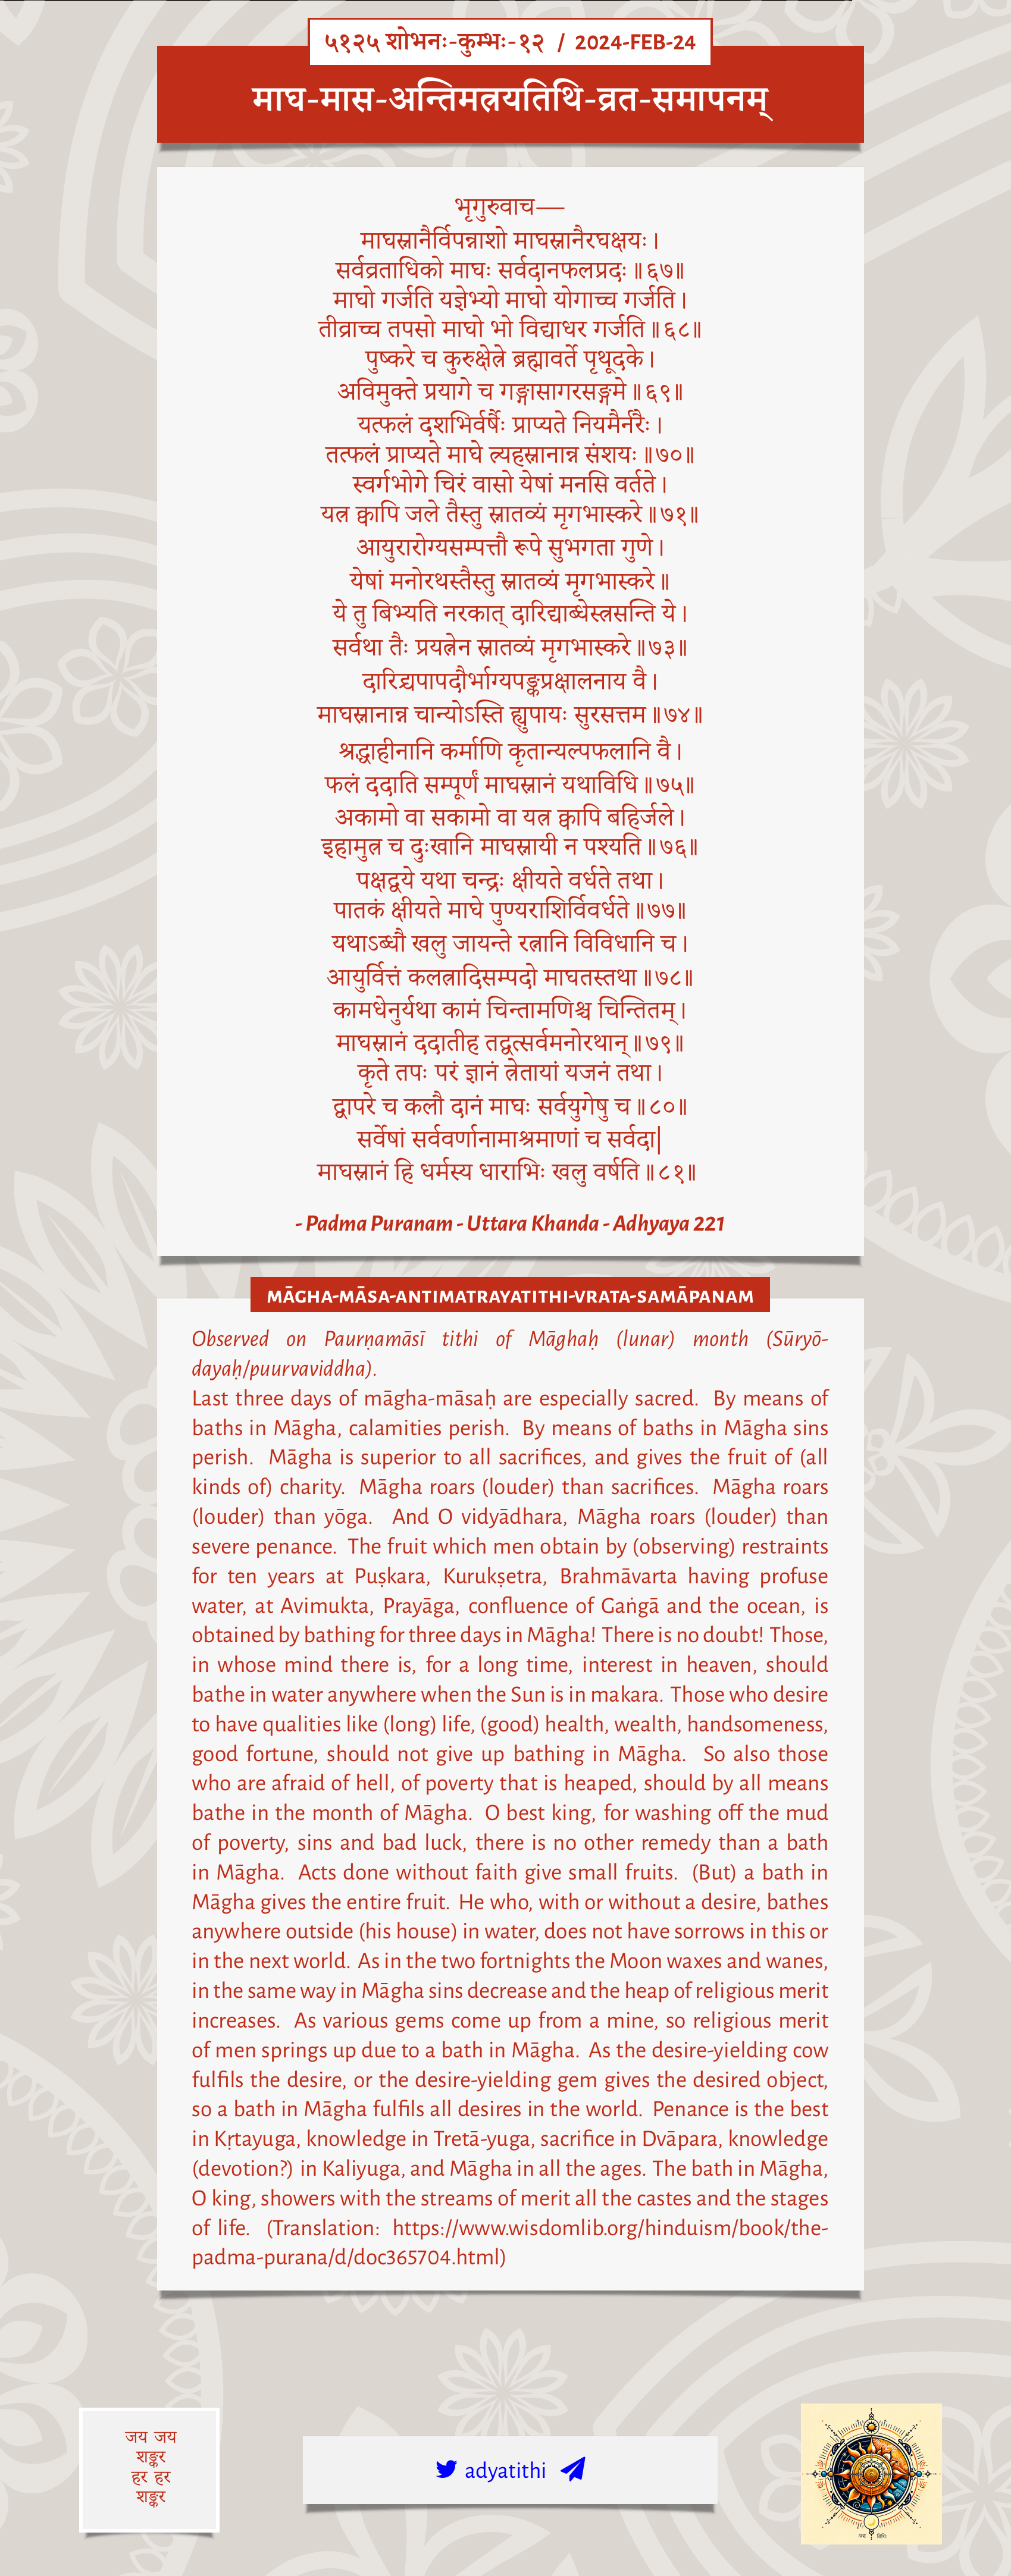 ५१२५ शोभनः-कुम्भः-१२ / 2024-FEB-24
माघ-मास-अन्तिमत्रयतिथि-व्रत-समापनम्
भृगुरुवाच—
माघस्नानैर्विपन्नाशो माघस्नानैरघक्षयः।
सर्वव्रताधिको माघः सर्वदानफलप्रदः॥६७॥
माघो गर्जति यज्ञेभ्यो माघो योगाच्च गर्जति।
तीव्राच्च तपसो माघो भो विद्याधर गर्जति॥६८॥
पुष्करे च कुरुक्षेत्रे ब्रह्मावर्ते पृथूदके।
अविमुक्ते प्रयागे च गङ्गासागरसङ्गमे॥६९॥
यत्फलं दशभिर्वर्षैः प्राप्यते नियमैर्नरैः।
तत्फलं प्राप्यते माघे त्र्यहस्नानान्न संशयः॥७०॥
स्वर्गभोगे चिरं वासो येषां मनसि वर्तते।
यत्र क्वापि जले तैस्तु स्नातव्यं मृगभास्करे॥७१॥
आयुरारोग्यसम्पत्तौ रूपे सुभगता गुणे।
येषां मनोरथस्तैस्तु स्नातव्यं मृगभास्करे॥
ये तु बिभ्यति नरकात् दारिद्याब्धेस्त्रसन्ति ये।
सर्वथा तैः प्रयत्नेन स्नातव्यं मृगभास्करे॥७३॥
दारिद्र्यपापदौर्भाग्यपङ्कप्रक्षालनाय वै।
माघस्नानान्न चान्योऽस्ति ह्युपायः सुरसत्तम॥७४॥
श्रद्धाहीनानि कर्माणि कृतान्यल्पफलानि वै।
फलं ददाति सम्पूर्णं माघस्नानं यथाविधि॥७५॥
अकामो वा सकामो वा यत्र क्वापि बहिर्जले।
इहामुत्र च दुःखानि माघस्नायी न पश्यति॥७६॥
पक्षद्वये यथा चन्द्रः क्षीयते वर्धते तथा।
पातकं क्षीयते माघे पुण्यराशिर्विवर्धते॥७७॥
यथाऽब्धौ खलु जायन्ते रत्नानि विविधानि च।
आयुर्वित्तं कलत्रादिसम्पदो माघतस्तथा॥७८॥
कामधेनुर्यथा कामं चिन्तामणिश्च चिन्तितम्।
माघस्नानं ददातीह तद्वत्सर्वमनोरथान्॥७९॥
कृते तपः परं ज्ञानं त्रेतायां यजनं तथा।
द्वापरे च कलौ दानं माघः सर्वयुगेषु च॥८०॥
सर्वेषां सर्ववर्णानामाश्रमाणां च सर्वदा|
माघस्नानं हि धर्मस्य धाराभिः खलु वर्षति॥८१॥
- Padma Puranam - Uttara Khanda - Adhyaya 221
MĀGHA-MĀSA-ANTIMATRAYATITHI-VRATA-SAMĀPANAM
Observed on Paurṇamāsī tithi of Māghaḥ (lunar) month (Sūryō-
dayaḥ/puurvaviddha).
Last three days of māgha-māsaḥ are especially sacred. By means of
baths in Māgha, calamities perish. By means of baths in Māgha sins
perish. Māgha is superior to all sacrifices, and gives the fruit of (all
kinds of) charity. Māgha roars (louder) than sacrifices. Māgha roars
(louder) than yōga. And O vidyādhara, Māgha roars (louder) than
severe penance. The fruit which men obtain by (observing) restraints
for ten years at Puṣkara, Kurukṣetra, Brahmāvarta having profuse
water, at Avimukta, Prayāga, confluence of Gaṅgā and the ocean, is
obtained by bathing for three days in Māgha! There is no doubt! Those,
in whose mind there is, for a long time, interest in heaven, should
bathe in water anywhere when the Sun is in makara. Those who desire
to have qualities like (long) life, (good) health, wealth, handsomeness,
good fortune, should not give up bathing in Māgha. So also those
who are afraid of hell, of poverty that is heaped, should by all means
bathe in the month of Māgha. O best king, for washing off the mud
of poverty, sins and bad luck, there is no other remedy than a bath
in Māgha. Acts done without faith give small fruits. (But) a bath in
Māgha gives the entire fruit. He who, with or without a desire, bathes
anywhere outside (his house) in water, does not have sorrows in this or
in the next world. As in the two fortnights the Moon waxes and wanes,
in the same way in Māgha sins decrease and the heap of religious merit
increases. As various gems come up from a mine, so religious merit
of men springs up due to a bath in Māgha. As the desire-yielding cow
fulfils the desire, or the desire-yielding gem gives the desired object,
so a bath in Māgha fulfils all desires in the world. Penance is the best
in Kṛtayuga, knowledge in Tretā-yuga, sacrifice in Dvāpara, knowledge
(devotion?) in Kaliyuga, and Māgha in all the ages. The bath in Māgha,
O king, showers with the streams of merit all the castes and the stages
of life. (Translation: https://www.wisdomlib.org/hinduism/book/the-
padma-purana/d/doc365704.html)
जय जय
शङ्कर
हर हर
शङ्कर
adyatithi